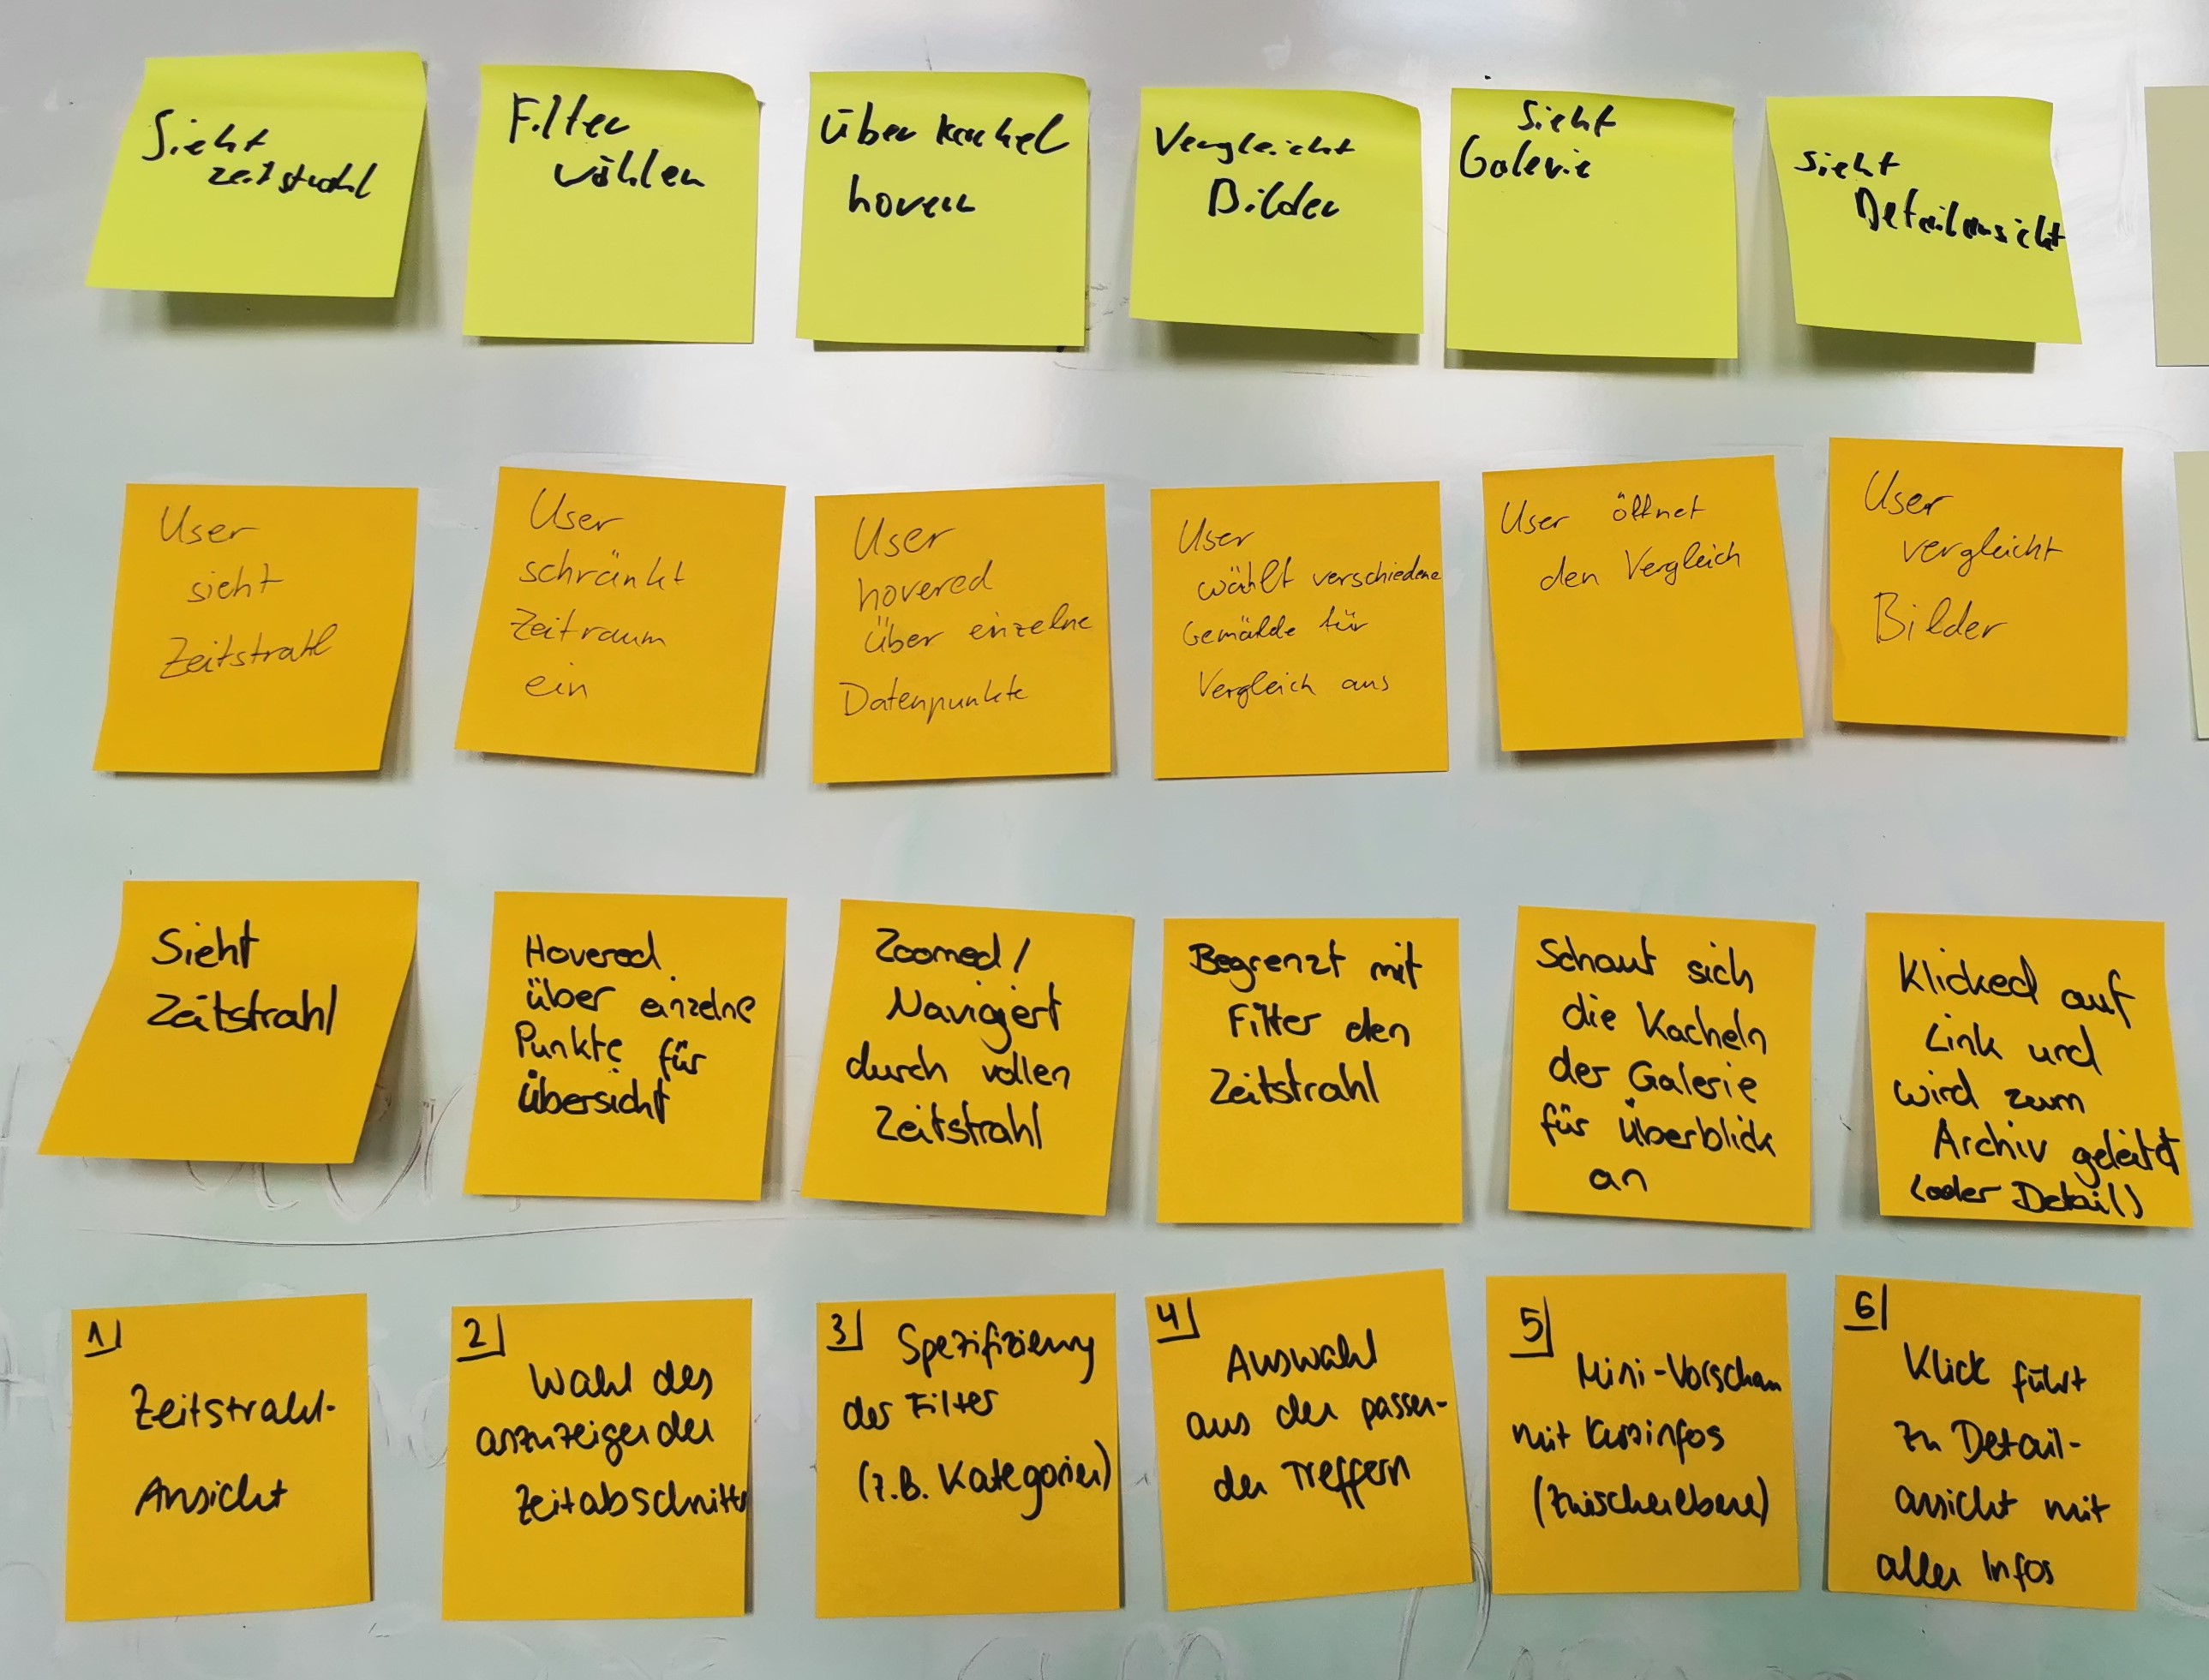 Sieht
Zeitstrahl
Filter
wählen
Über Kachel
hovern
Vergleicht
Bilder
Sieht
Galerie
Sieht
Detailansicht
User
sieht
Zeitstrahl
User
schränkt
Zeitraum
ein
User
hovered
über einzelne
Datenpunkte
User
wählt verschiedene
Gemälde für
Vergleich aus
User öffnet
den Vergleich
User
vergleicht
Bilder
Sieht
Zeitstrahl
Hovered
über einzelne
Punkte für
Übersicht
Zoomed /
Navigiert
durch vollen
Zeitstrahl
Begrenzt mit
Filter den
Zeitstrahl
Schaut sich
die Kacheln
der Galerie
für Überblick
an
Klicked auf
Link und
wird zum
Archiv geleitet
(oder Detail)
1
Zeitstrahl-
Ansicht
2
Wahl des
anzuzeigenden
Zeitabschnitts
3 Spezifizierung
der Filter
(z.B. Kategorien)
4
Auswahl
aus den passen-
den Treffern
5
Mini-Vorschau
mit Kurzinfos
(Zwischenebene)
6
Klick führt
zu Detail-
ansicht mit
allen Infos